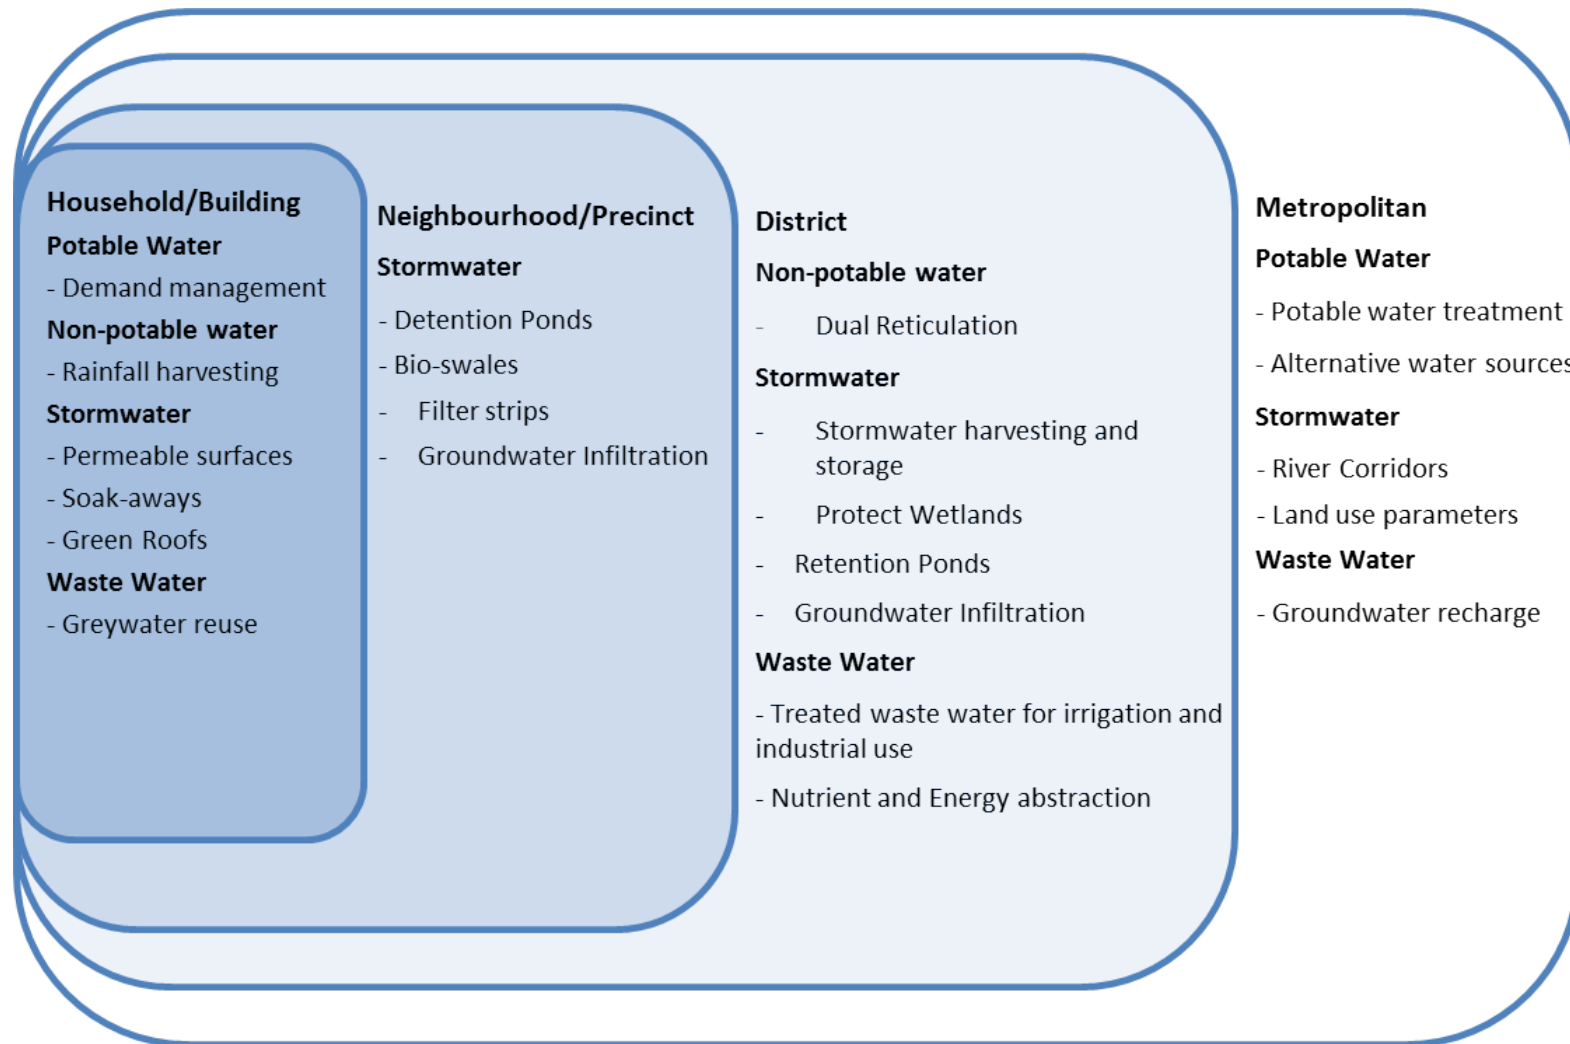 Household/Building
Potable Water
- Demand management
Non-potable water
- Rainfall harvesting
Stormwater
- Permeable surfaces
- Soak-aways
- Green Roofs
Waste Water
- Greywater reuse
Neighbourhood/Precinct
Stormwater
- Detention Ponds
- Bio-swales
- Filter strips
- Groundwater Infiltration
District
Non-potable water
- Dual Reticulation
Stormwater
- Stormwater harvesting and
storage
- Protect Wetlands
- Retention Ponds
- Groundwater Infiltration
Waste Water
- Treated waste water for irrigation and
industrial use
- Nutrient and Energy abstraction
Metropolitan
Potable Water
- Potable water treatment
- Alternative water sources
Stormwater
- River Corridors
- Land use parameters
Waste Water
- Groundwater recharge